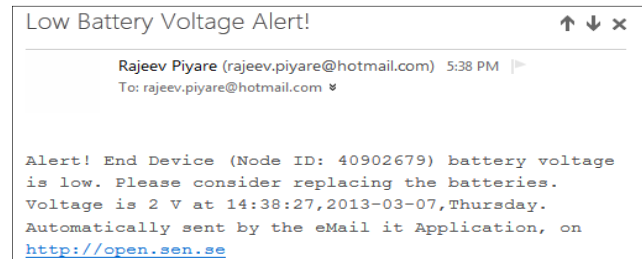 Low Battery Voltage Alert!
Rajeev Piyare (rajeev.piyare@hotmail.com) 5:38 PM
To: rajeev.piyare@hotmail.com
Alert! End Device (Node ID: 40902679) battery voltage
is low. Please consider replacing the batteries.
Voltage is 2 V at 14:38:27,2013-03-07,Thursday.
Automatically sent by the eMail it Application, on
http://open.sen.se